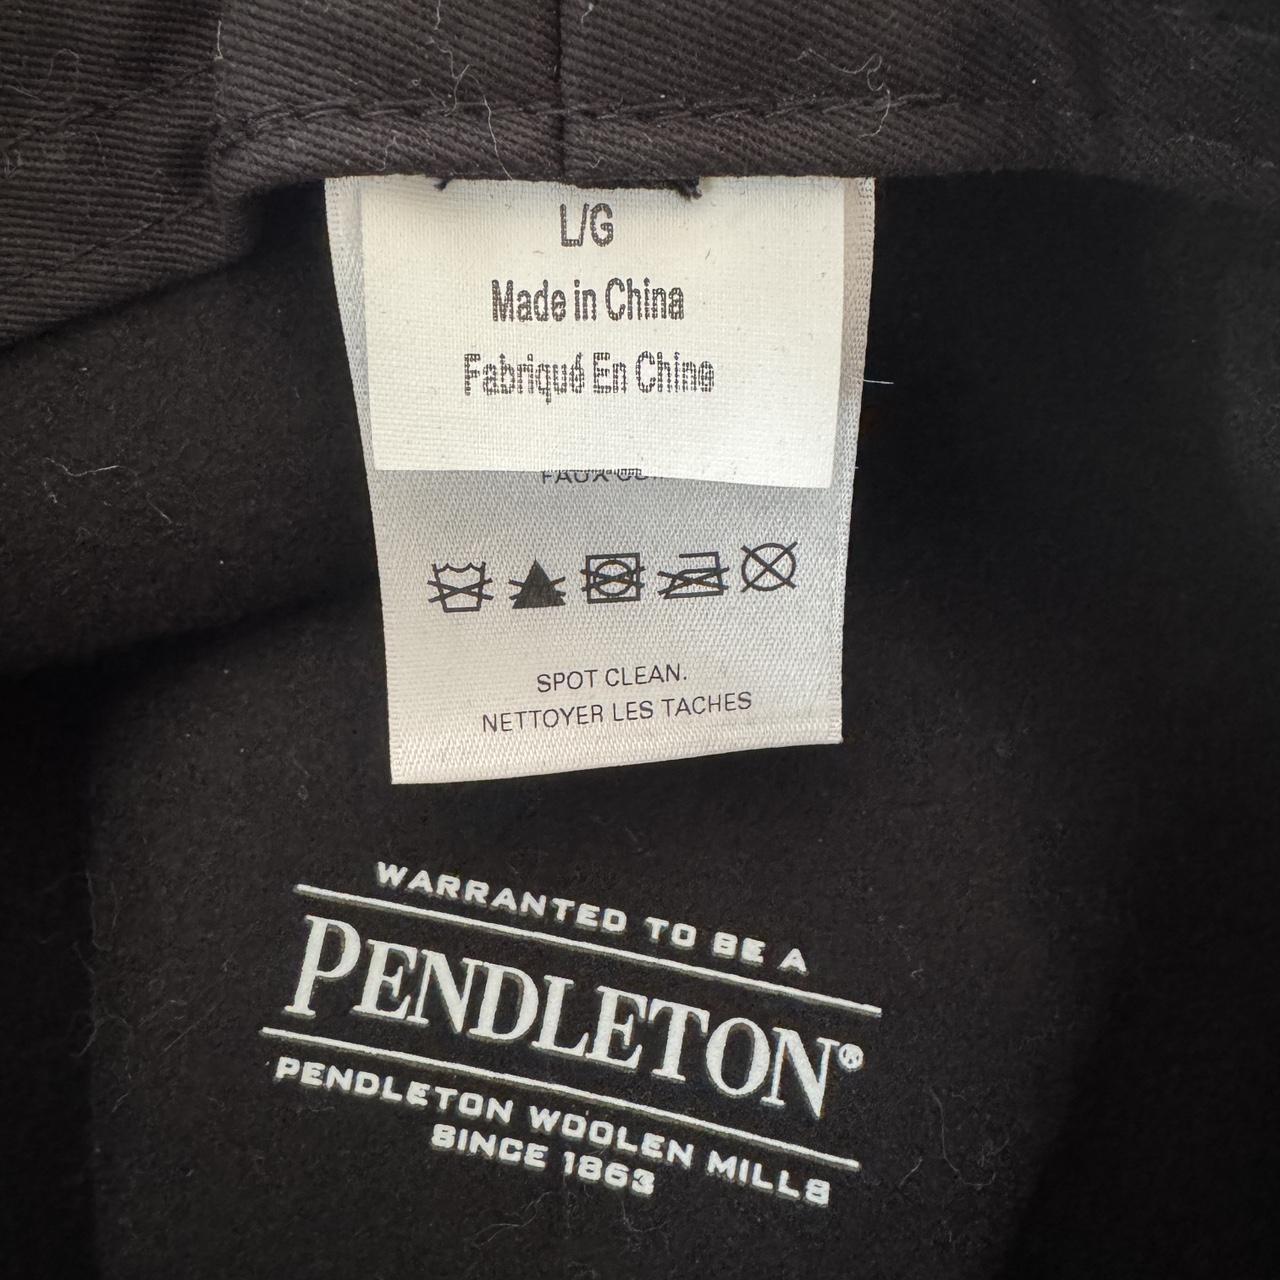 L/G
Made in China
Fabriqué En Chine
FAUX
SPOT CLEAN.
NETTOYER LES TACHES
WARRANTED TO BE A
PENDLETON®
PENDLETON WOOLEN MILLS
SINCE 1863